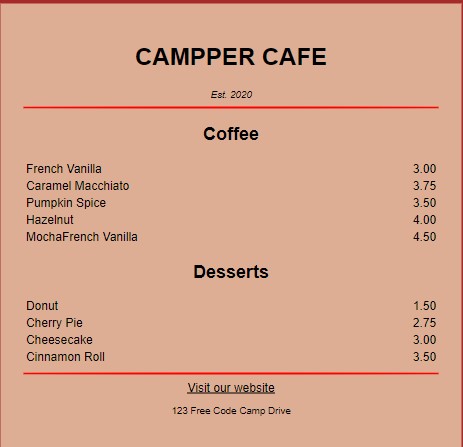 CAMPPER CAFE
Est. 2020
Coffee
French Vanilla 3.00
Caramel Macchiato 3.75
Pumpkin Spice 3.50
Hazelnut 4.00
MochaFrench Vanilla 4.50
Desserts
Donut 1.50
Cherry Pie 2.75
Cheesecake 3.00
Cinnamon Roll 3.50
Visit our website
123 Free Code Camp Drive